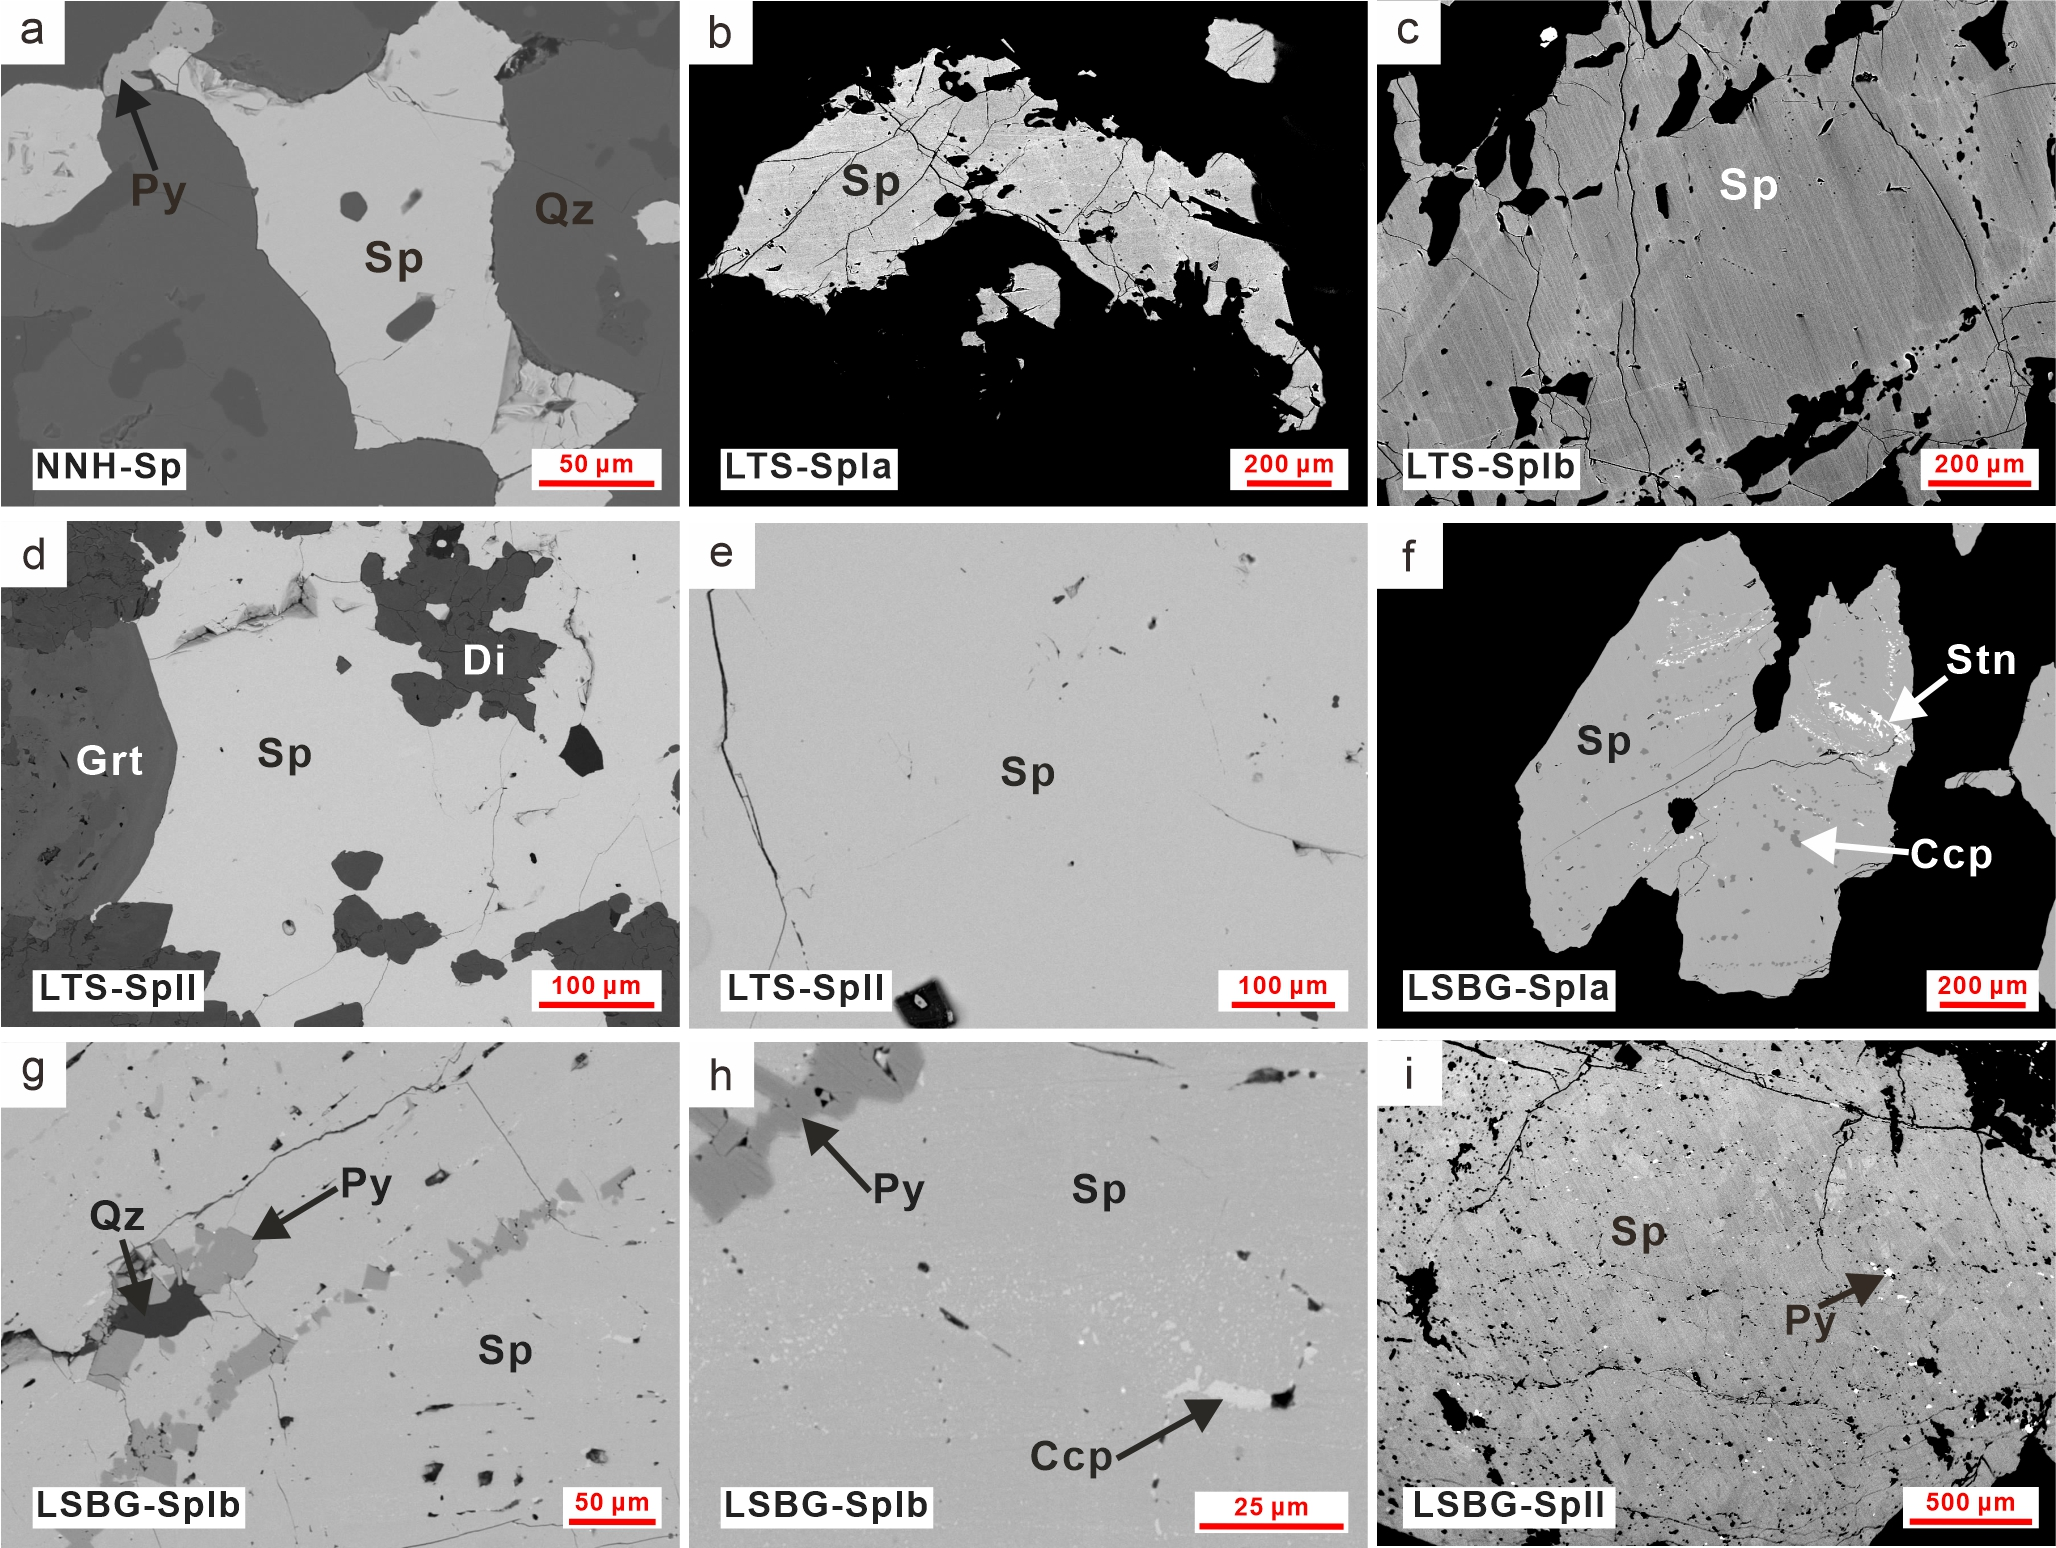 a
Py
Sp
Qz
NNH-Sp
50 μm
b
Sp
LTS-SpIa
200 μm
c
Sp
LTS-SpIb
200 μm
d
Di
Grt
Sp
LTS-SpII
100 μm
e
Sp
LTS-SpII
100 μm
f
Stn
Sp
Ccp
LSBG-SpIa
200 μm
g
Py
Qz
Sp
LSBG-SpIb
50 μm
h
Py
Sp
Ccp
LSBG-SpIb
25 μm
i
Sp
Py
LSBG-SpII
500 μm